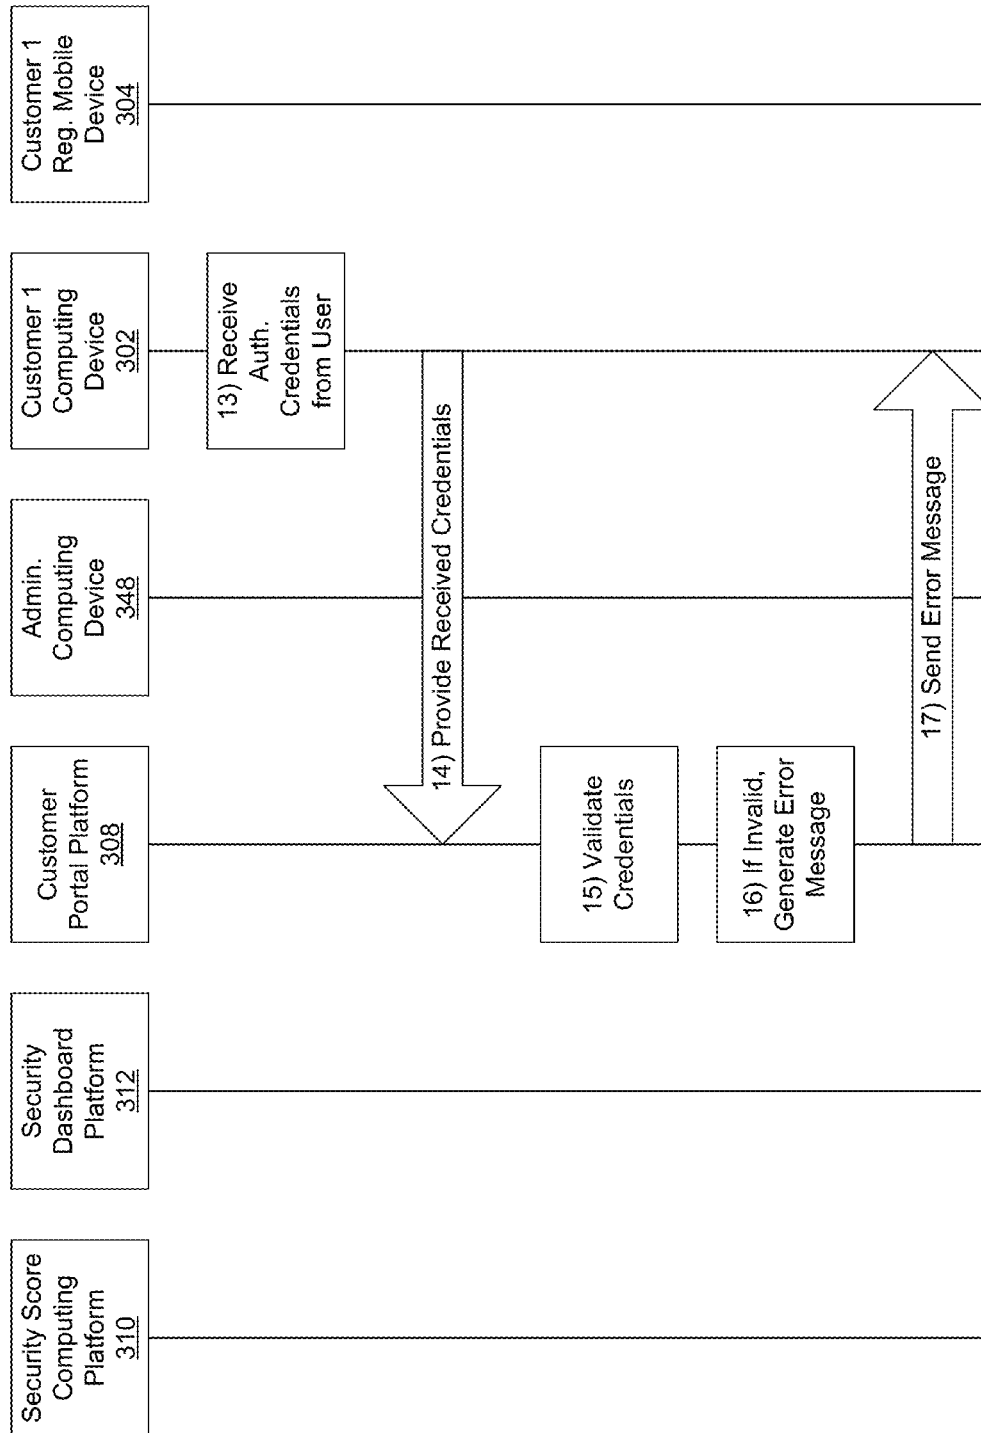 Security Score
Computing
Platform
310
Security
Dashboard
Platform
312
Customer
Portal Platform
308
Admin.
Computing
Device
348
Customer 1
Computing
Device
302
Customer 1
Reg. Mobile
Device
304
13) Receive
Auth.
Credentials
from User
14) Provide Received Credentials
15) Validate
Credentials
16) If Invalid,
Generate Error
Message
17) Send Error Message